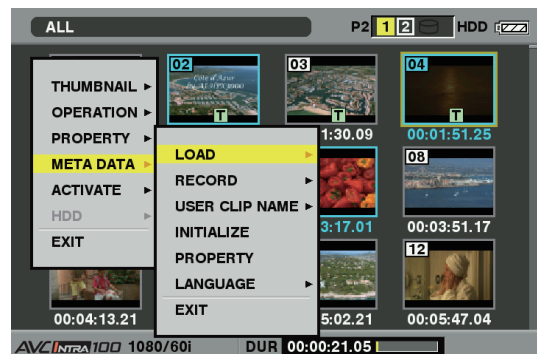 ALL
P2 1 2 HDD
02
03
04
Côte d'Azur
T
T
T
THUMBNAIL
OPERATION
PROPERTY
META DATA
ACTIVATE
HDD
EXIT
1:30.09
00:01:51.25
LOAD
RECORD
USER CLIP NAME
INITIALIZE
PROPERTY
LANGUAGE
EXIT
08
3:17.01
00:03:51.17
12
00:04:13.21
5:02.21
00:05:47.04
AVC INTRA 100 1080/60i DUR 00:00:21.05